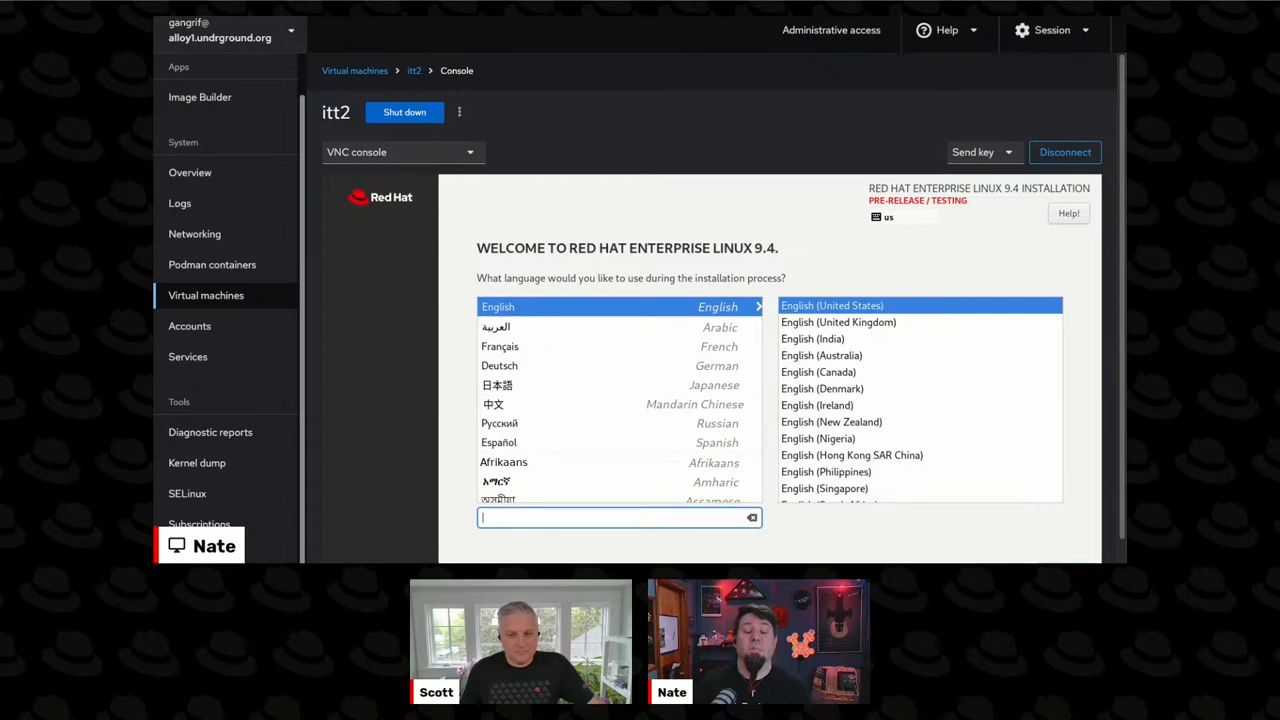 gangrif@
alloy1.undrground.org
Administrative access
Help
Session
Apps
Image Builder
System
Overview
Logs
Networking
Podman containers
Virtual machines
Accounts
Services
Tools
Diagnostic reports
Kernel dump
SELinux
Subscriptions
Virtual machines > itt2 > Console
itt2
Shut down
VNC console
Send key
Disconnect
Red Hat
RED HAT ENTERPRISE LINUX 9.4 INSTALLATION
PRE-RELEASE / TESTING
us
Help!
WELCOME TO RED HAT ENTERPRISE LINUX 9.4.
What language would you like to use during the installation process?
English English
العربية Arabic
Français French
Deutsch German
日本語 Japanese
中文 Mandarin Chinese
Русский Russian
Español Spanish
Afrikaans Afrikaans
አማርኛ Amharic
অসমীয়া Assamese
English (United States)
English (United Kingdom)
English (India)
English (Australia)
English (Canada)
English (Denmark)
English (Ireland)
English (New Zealand)
English (Nigeria)
English (Hong Kong SAR China)
English (Philippines)
English (Singapore)
Nate
Scott
Nate